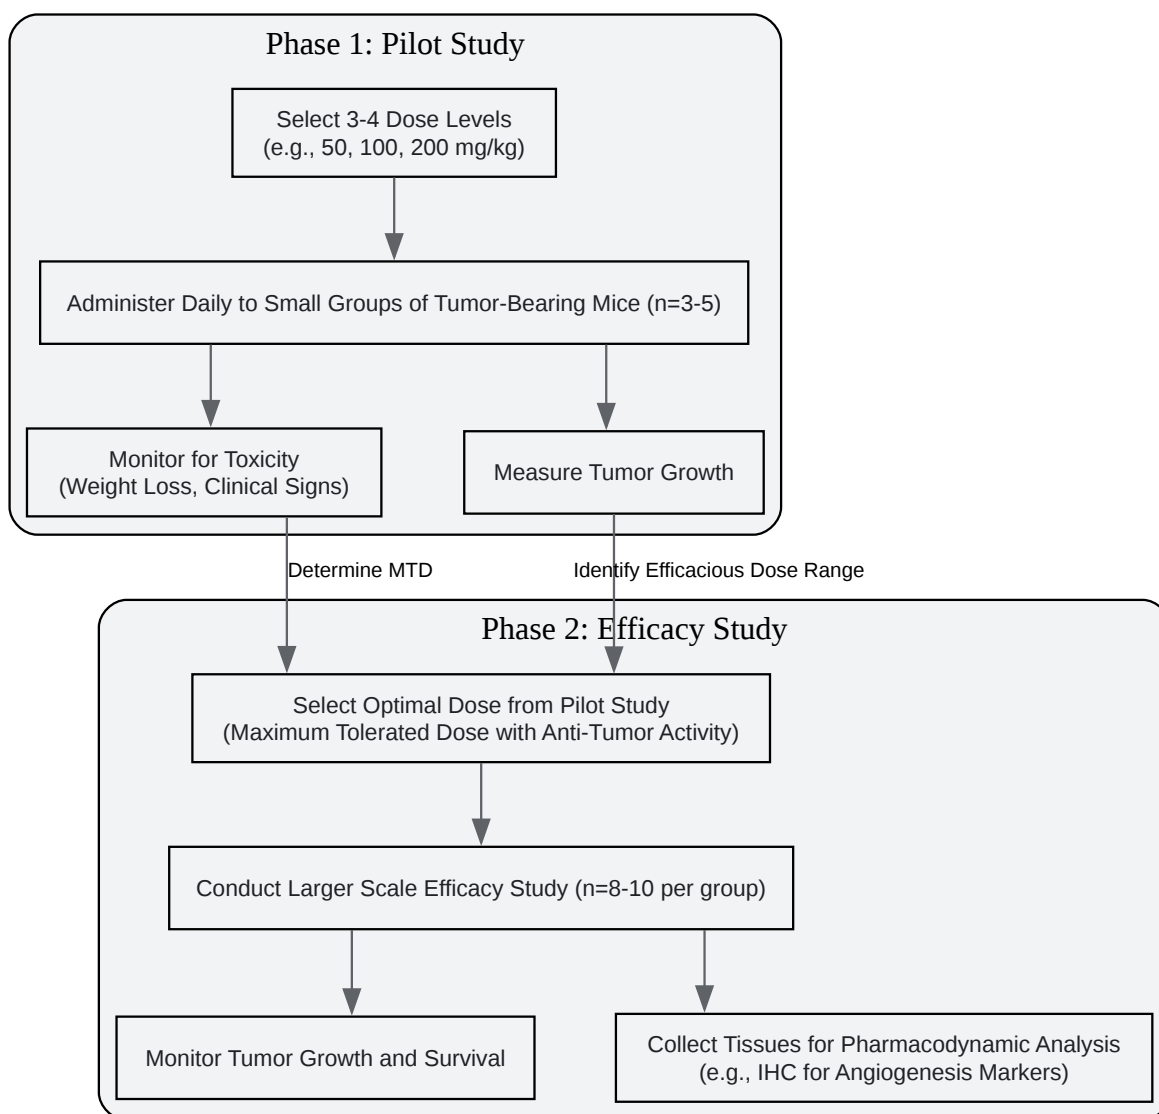 Phase 1: Pilot Study
Select 3-4 Dose Levels
(e.g., 50, 100, 200 mg/kg)
Administer Daily to Small Groups of Tumor-Bearing Mice (n=3-5)
Monitor for Toxicity
(Weight Loss, Clinical Signs)
Measure Tumor Growth
Determine MTD
Identify Efficacious Dose Range
Phase 2: Efficacy Study
Select Optimal Dose from Pilot Study
(Maximum Tolerated Dose with Anti-Tumor Activity)
Conduct Larger Scale Efficacy Study (n=8-10 per group)
Monitor Tumor Growth and Survival
Collect Tissues for Pharmacodynamic Analysis
(e.g., IHC for Angiogenesis Markers)